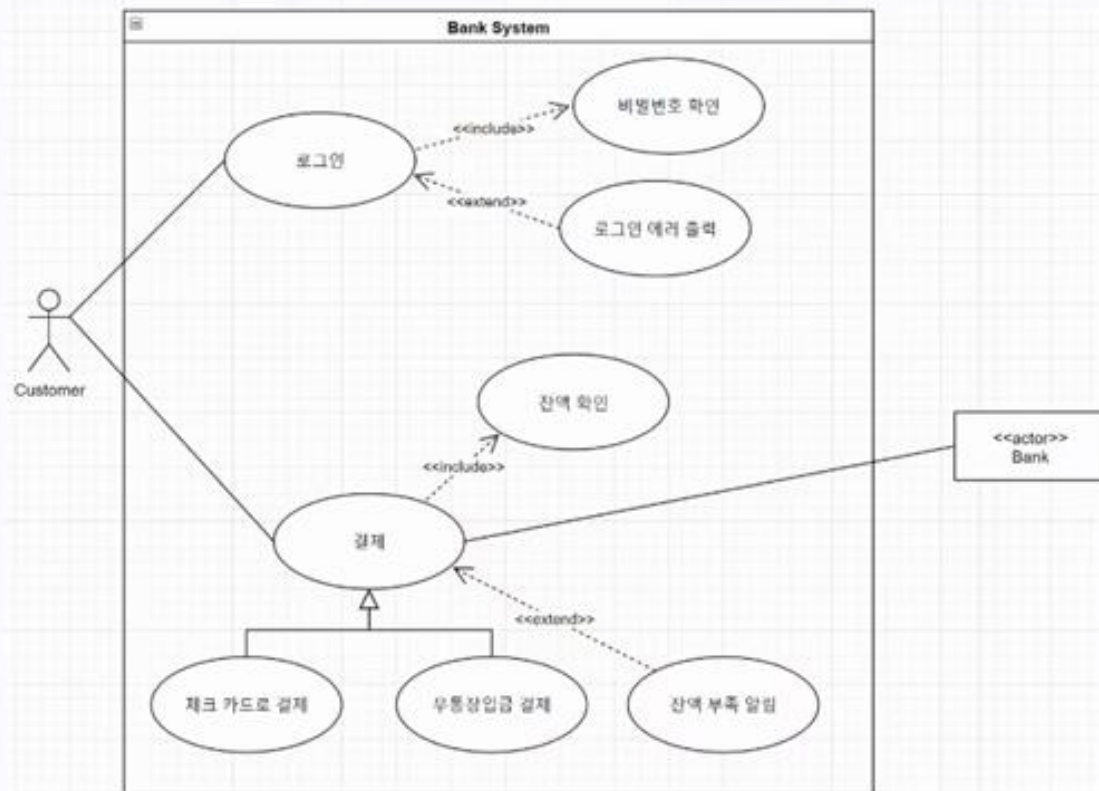 Bank System
비밀번호 확인
<<include>>
로그인
<<extend>>
로그인 에러 출력
Customer
잔액 확인
<<actor>>
Bank
<<include>>
결제
<<extend>>
체크 카드로 결제
무통장입금 결제
잔액 부족 알림